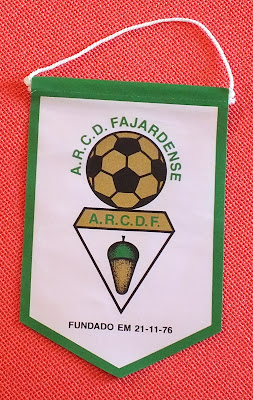 A.R.C.D. FAJARDENSE
A.R.C.D.F.
FUNDADO EM 21-11-76